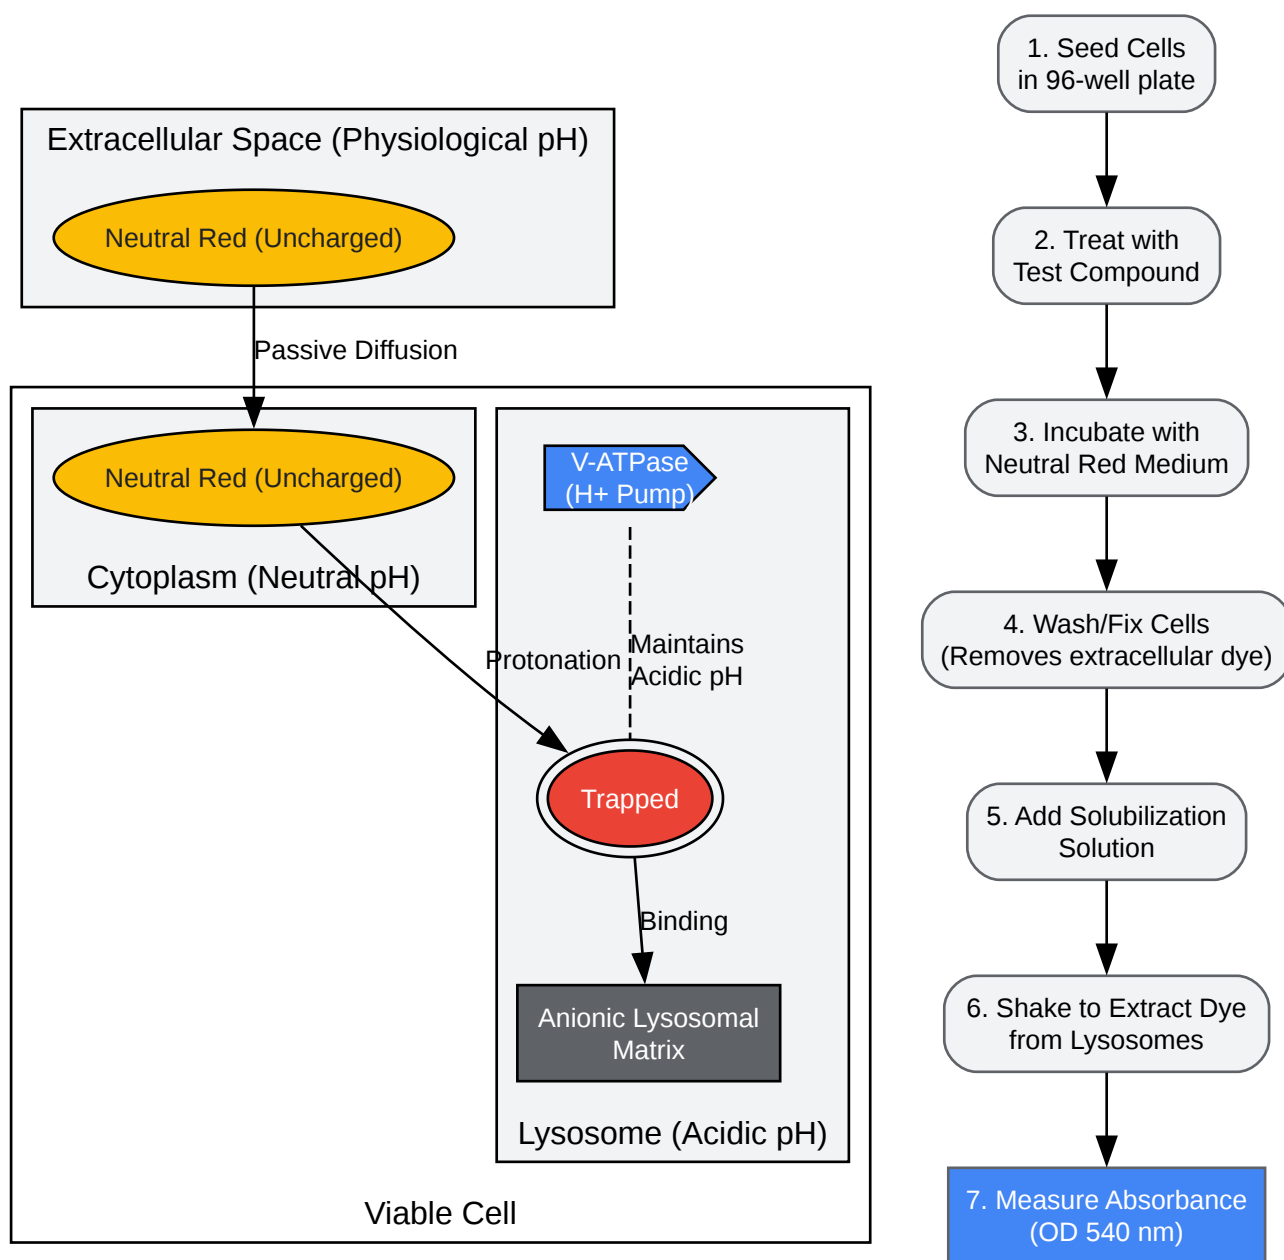 Extracellular Space (Physiological pH)
Neutral Red (Uncharged)
Passive Diffusion
Neutral Red (Uncharged)
Cytoplasm (Neutral pH)
V-ATPase
(H+ Pump)
Protonation
Maintains
Acidic pH
Trapped
Binding
Anionic Lysosomal
Matrix
Lysosome (Acidic pH)
Viable Cell
1. Seed Cells
in 96-well plate
2. Treat with
Test Compound
3. Incubate with
Neutral Red Medium
4. Wash/Fix Cells
(Removes extracellular dye)
5. Add Solubilization
Solution
6. Shake to Extract Dye
from Lysosomes
7. Measure Absorbance
(OD 540 nm)